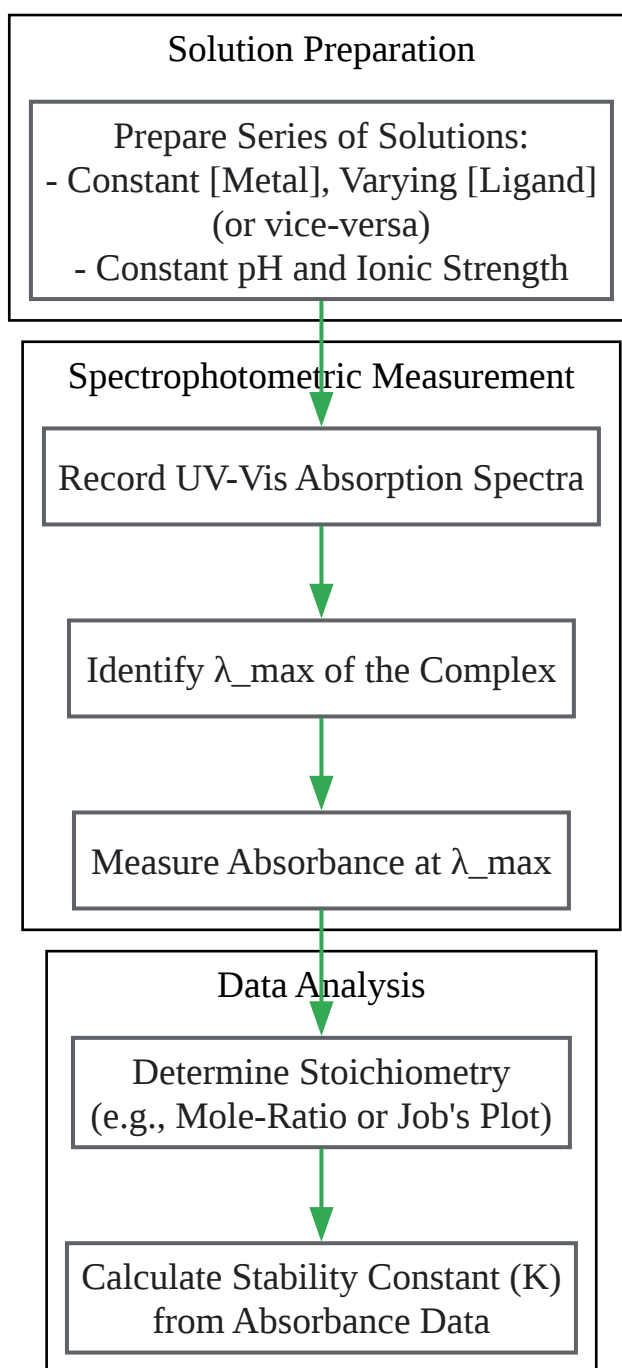 Solution Preparation
Prepare Series of Solutions:
- Constant [Metal], Varying [Ligand]
(or vice-versa)
- Constant pH and Ionic Strength
Spectrophotometric Measurement
Record UV-Vis Absorption Spectra
Identify λ_max of the Complex
Measure Absorbance at λ_max
Data Analysis
Determine Stoichiometry
(e.g., Mole-Ratio or Job's Plot)
Calculate Stability Constant (K)
from Absorbance Data